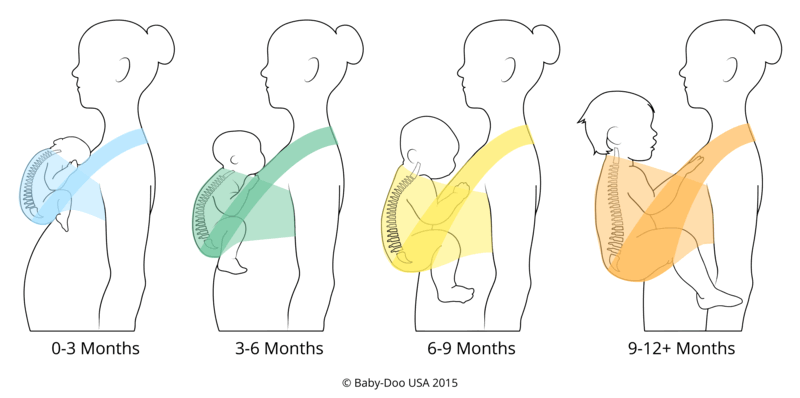 0-3 Months
3-6 Months
6-9 Months
9-12+ Months
© Baby-Doo USA 2015